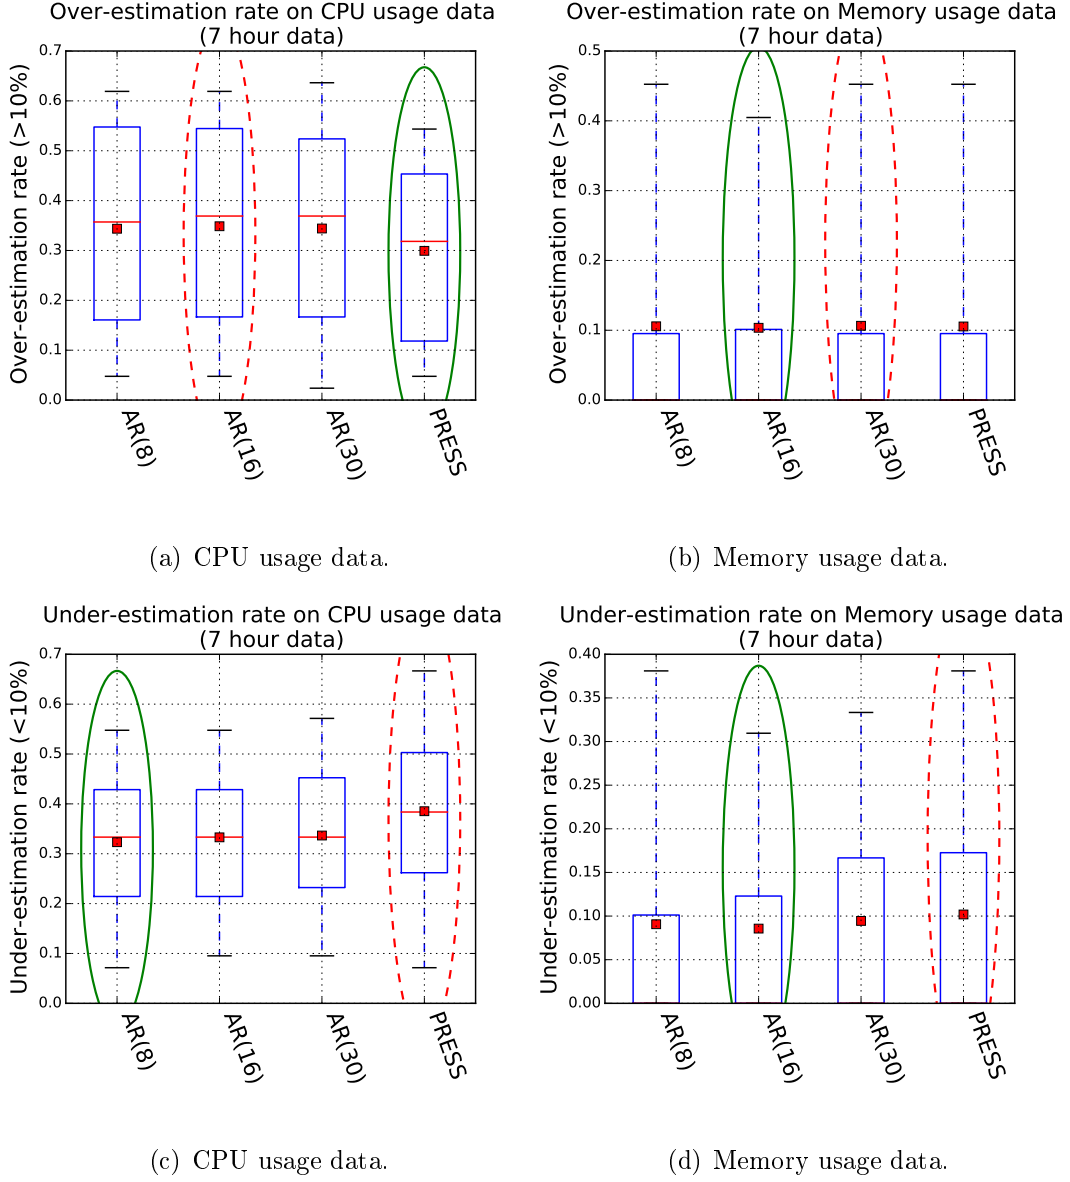 Over-estimation rate on CPU usage data
(7 hour data)
Over-estimation rate (>10%)
0.7
0.6
0.5
0.4
0.3
0.2
0.1
0.0
AR(8)
AR(16)
AR(30)
PRESS
(a) CPU usage data.
Over-estimation rate on Memory usage data
(7 hour data)
Over-estimation rate (>10%)
0.5
0.4
0.3
0.2
0.1
0.0
AR(8)
AR(16)
AR(30)
PRESS
(b) Memory usage data.
Under-estimation rate on CPU usage data
(7 hour data)
Under-estimation rate (<10%)
0.7
0.6
0.5
0.4
0.3
0.2
0.1
0.0
AR(8)
AR(16)
AR(30)
PRESS
(c) CPU usage data.
Under-estimation rate on Memory usage data
(7 hour data)
Under-estimation rate (<10%)
0.40
0.35
0.30
0.25
0.20
0.15
0.10
0.05
0.00
AR(8)
AR(16)
AR(30)
PRESS
(d) Memory usage data.